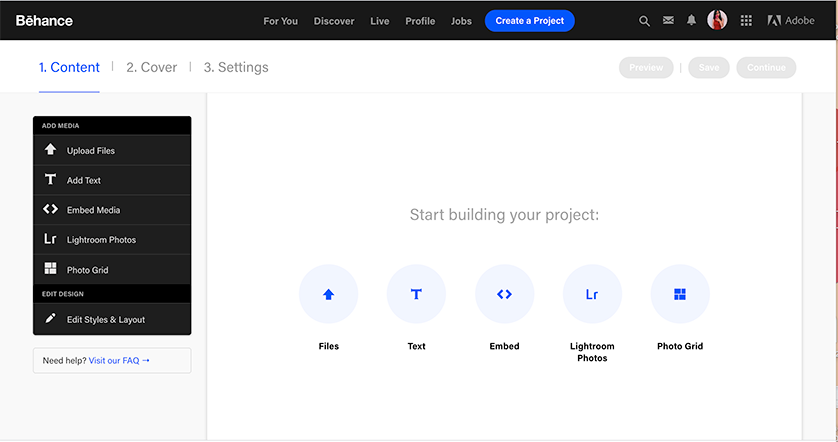 Bēhance
For You Discover Live Profile Jobs Create a Project
Adobe
1. Content | 2. Cover | 3. Settings
Preview | Save Continue
ADD MEDIA
Upload Files
T Add Text
Embed Media
Lr Lightroom Photos
Photo Grid
EDIT DESIGN
Edit Styles & Layout
Need help? Visit our FAQ →
Start building your project:
T Lr
Files Text Embed Lightroom Photo Grid
Photos